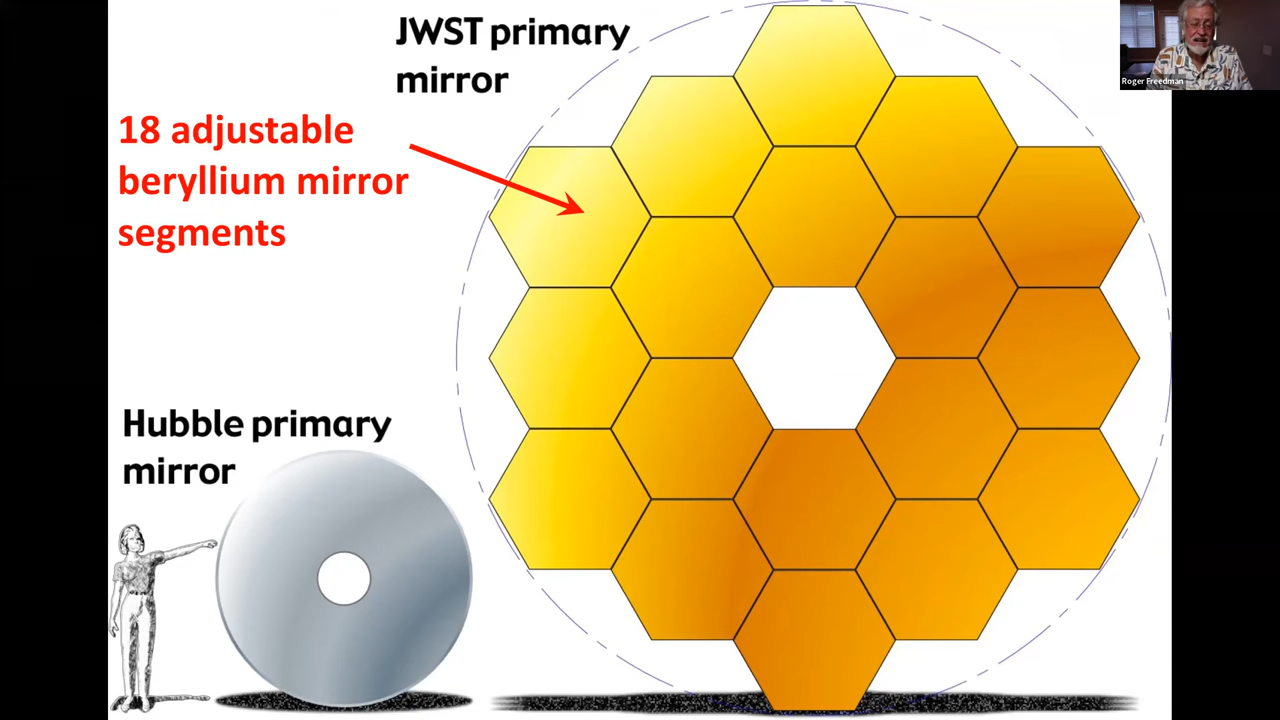 JWST primary
mirror
18 adjustable
beryllium mirror
segments
Hubble primary
mirror
Roger Freedman